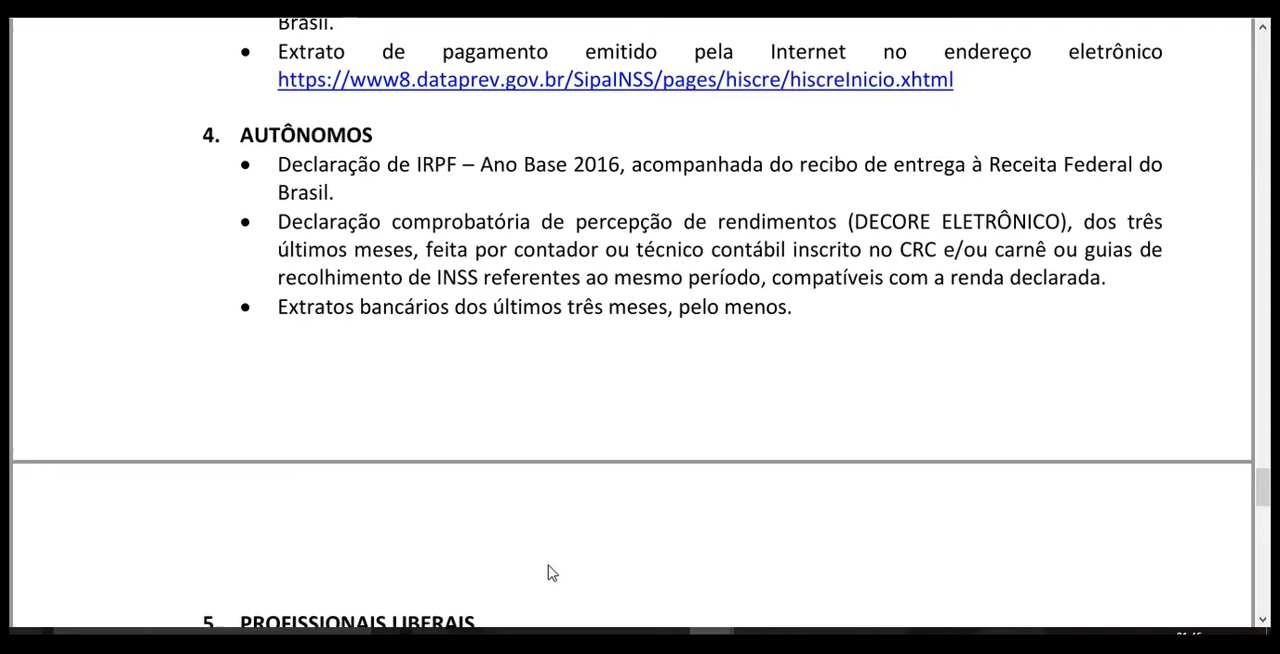 Brasil.
• Extrato de pagamento emitido pela Internet no endereço eletrônico
https://www8.dataprev.gov.br/SipaINSS/pages/hiscre/hiscreInicio.xhtml
4. AUTÔNOMOS
• Declaração de IRPF – Ano Base 2016, acompanhada do recibo de entrega à Receita Federal do
Brasil.
• Declaração comprobatória de percepção de rendimentos (DECORE ELETRÔNICO), dos três
últimos meses, feita por contador ou técnico contábil inscrito no CRC e/ou carnê ou guias de
recolhimento de INSS referentes ao mesmo período, compatíveis com a renda declarada.
• Extratos bancários dos últimos três meses, pelo menos.
5. PROFISSIONAIS LIBERAIS